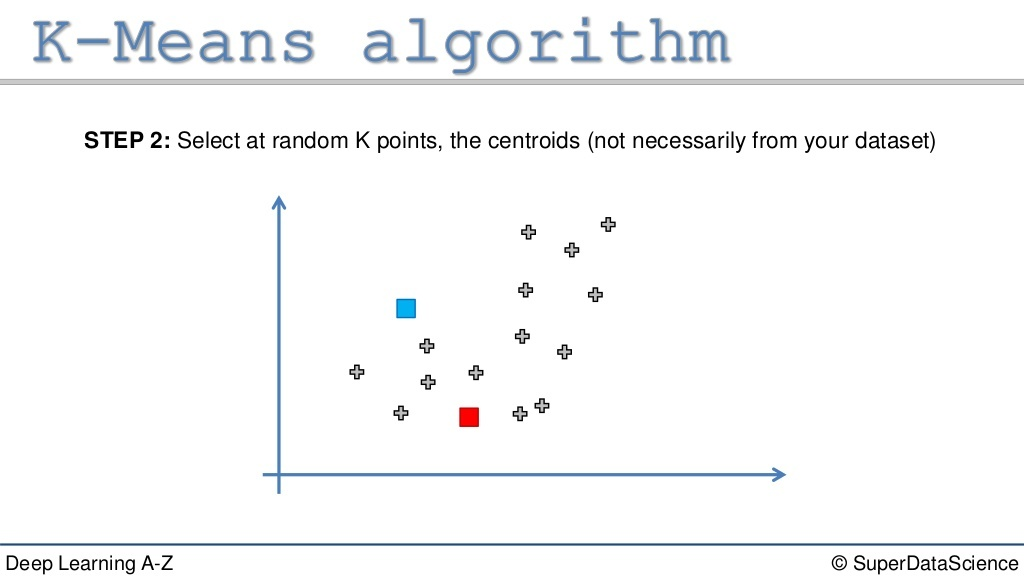 K-Means algorithm
STEP 2: Select at random K points, the centroids (not necessarily from your dataset)
Deep Learning A-Z
© SuperDataScience